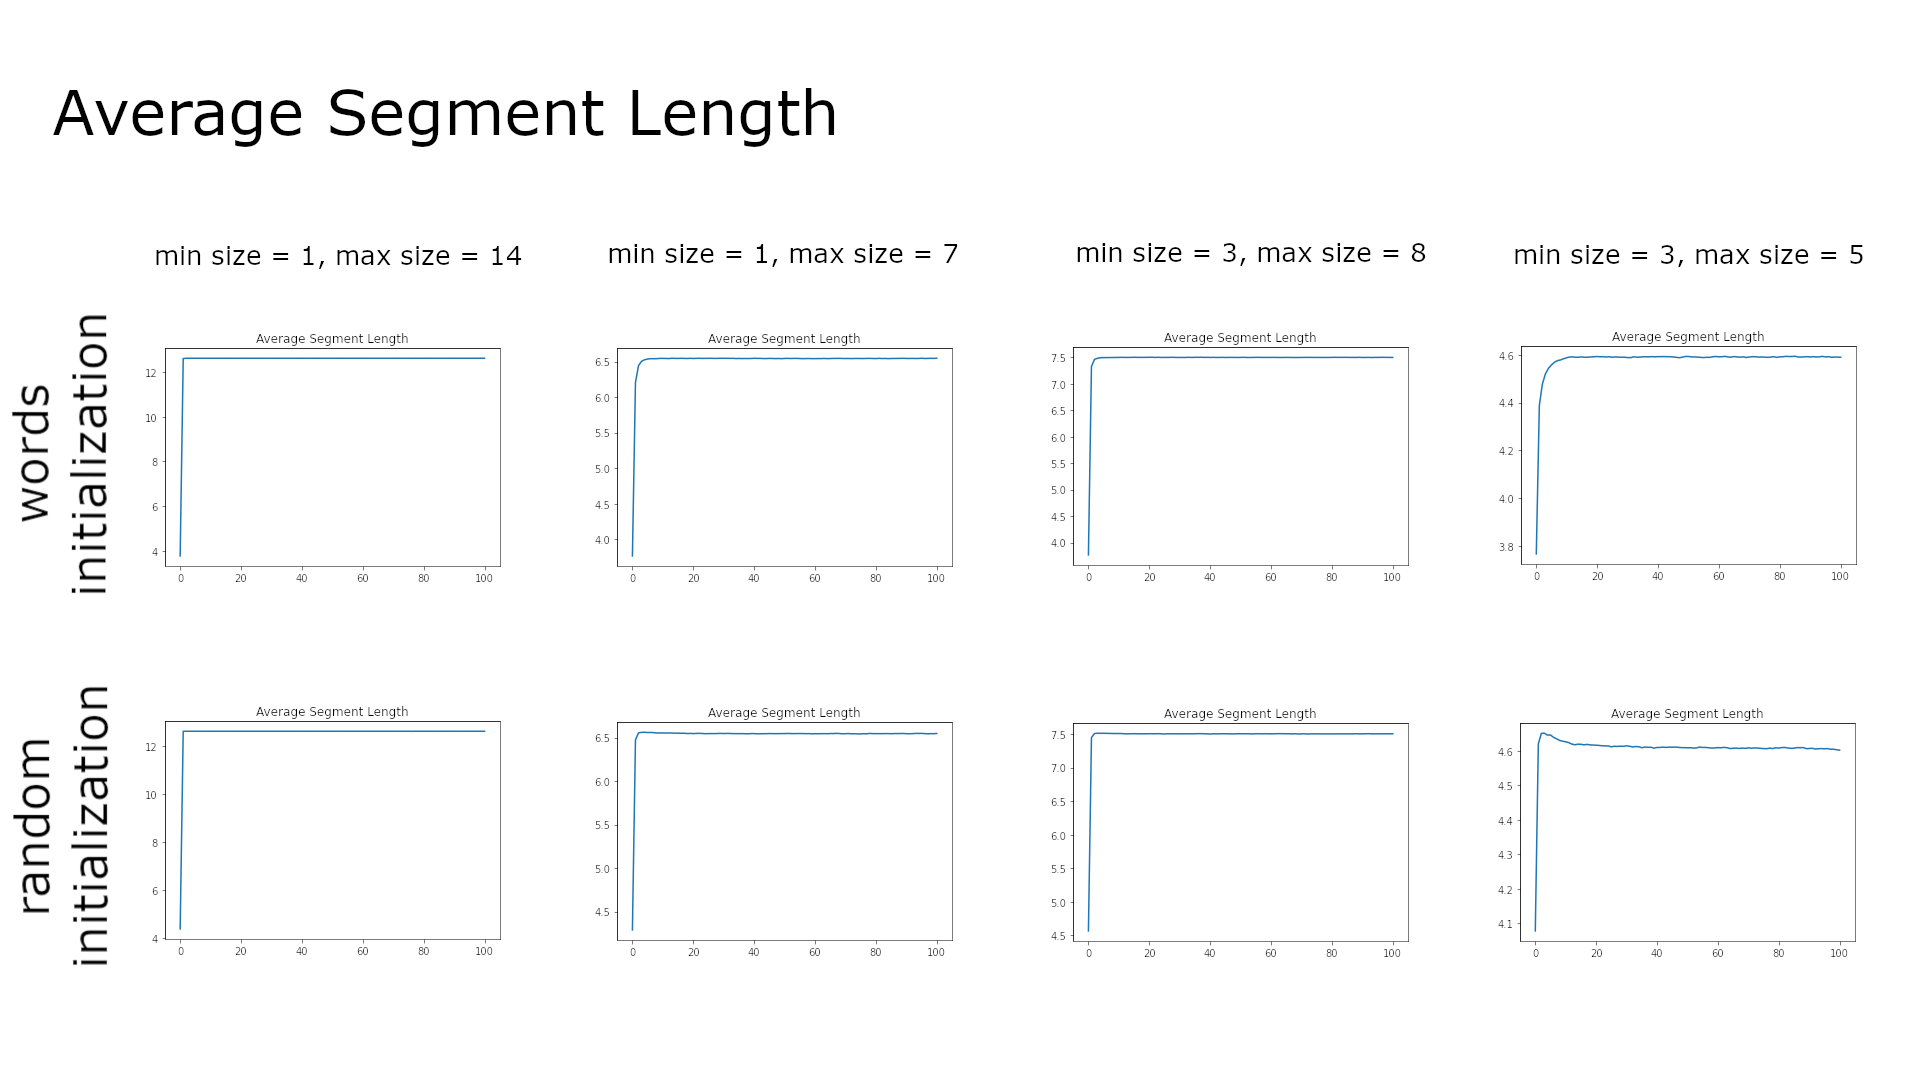 Average Segment Length
min size = 1, max size = 14
min size = 1, max size = 7
min size = 3, max size = 8
min size = 3, max size = 5
words
initialization
Average Segment Length
12
10
8
6
4
0 20 40 60 80 100
Average Segment Length
6.5
6.0
5.5
5.0
4.5
4.0
0 20 40 60 80 100
Average Segment Length
7.5
7.0
6.5
6.0
5.5
5.0
4.5
4.0
0 20 40 60 80 100
Average Segment Length
4.6
4.4
4.2
4.0
3.8
0 20 40 60 80 100
random
initialization
Average Segment Length
12
10
8
6
4
0 20 40 60 80 100
Average Segment Length
6.5
6.0
5.5
5.0
4.5
0 20 40 60 80 100
Average Segment Length
7.5
7.0
6.5
6.0
5.5
5.0
4.5
0 20 40 60 80 100
Average Segment Length
4.6
4.5
4.4
4.3
4.2
4.1
0 20 40 60 80 100